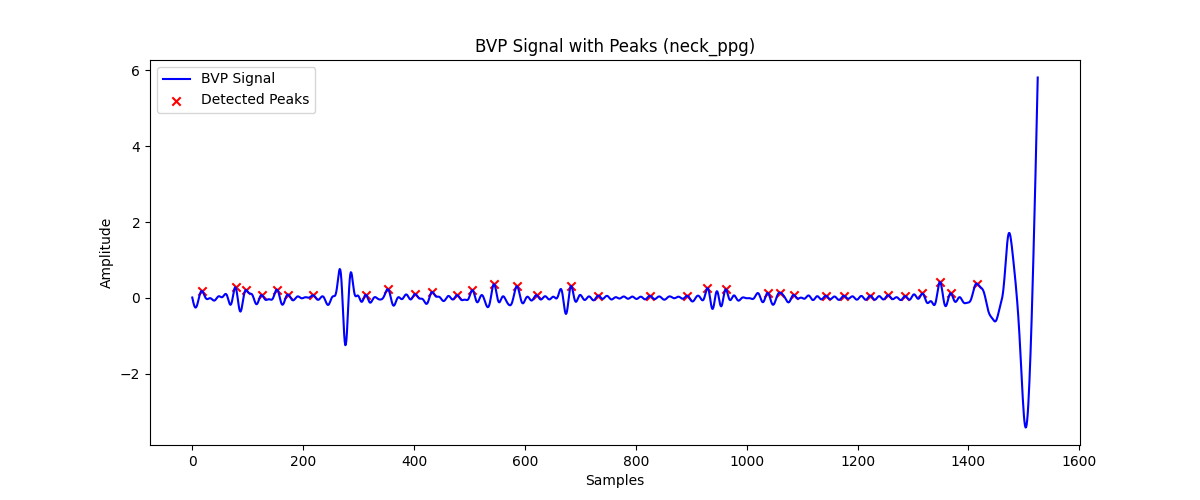 BVP Signal with Peaks (neck_ppg)
BVP Signal
Detected Peaks
6
4
2
0
−2
Amplitude
0 200 400 600 800 1000 1200 1400 1600
Samples